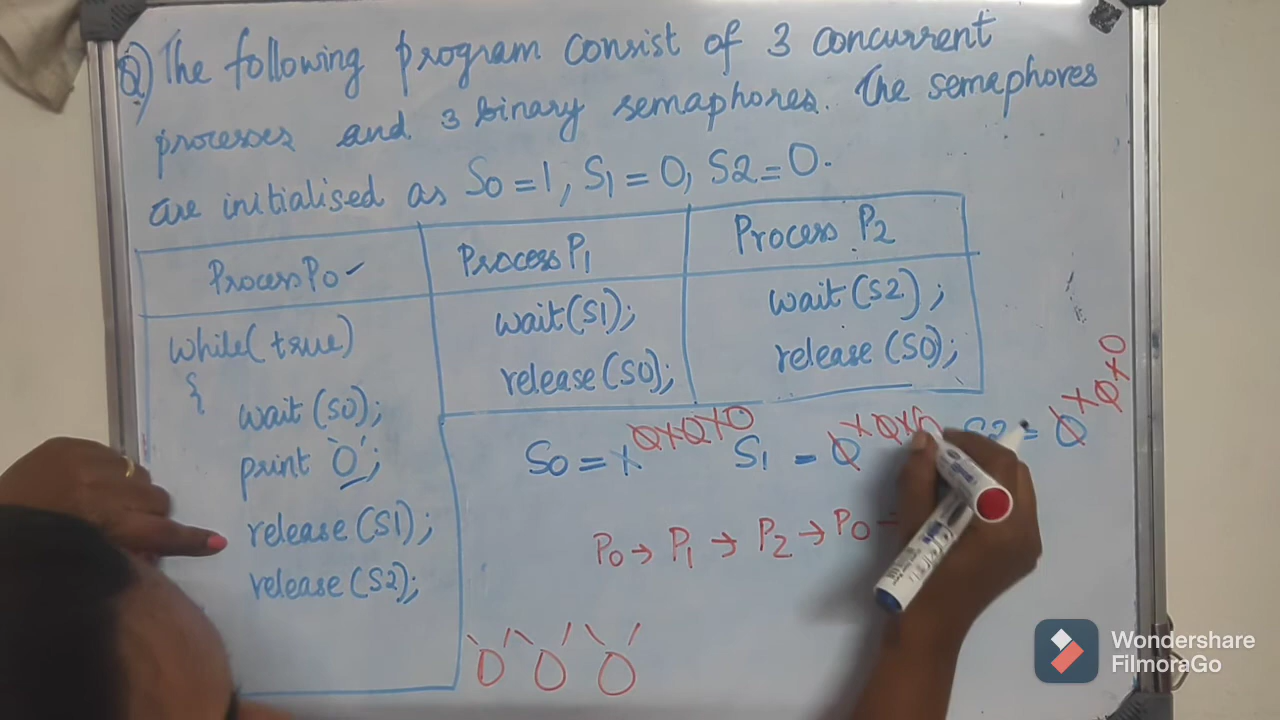 Q) The following program consist of 3 concurrent
processes and 3 binary semaphores. The semaphores
are initialised as S0 = 1, S1 = 0, S2 = 0.
Process P0 ✓
Process P1
Process P2
while(true)
{
wait (S0);
print '0';
release (S1);
release (S2);
wait(S1);
release(S0);
wait(S2);
release (S0);
S0 = 1 0 1 0 1 0
S1 = 0 1 0 1
S2 = 0 1 0 1 0
P0 → P1 → P2 → P0
'0' '0' '0'
Wondershare
FilmoraGo